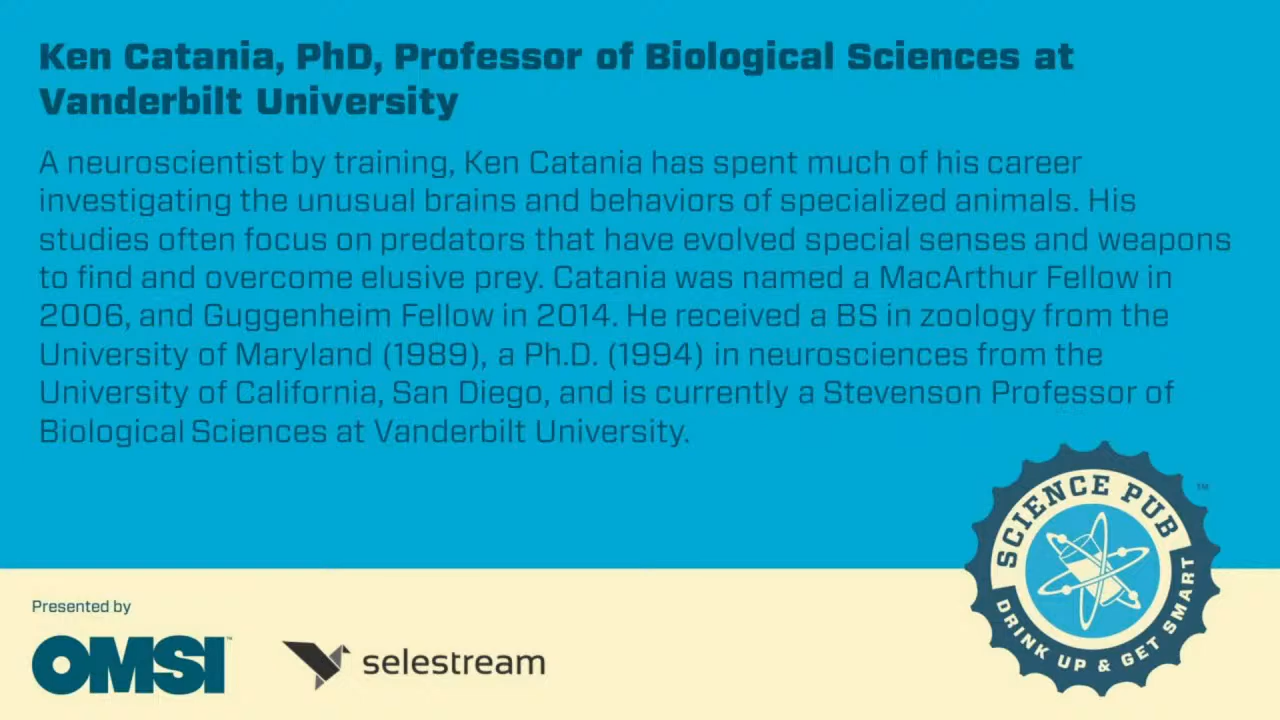 Ken Catania, PhD, Professor of Biological Sciences at
Vanderbilt University
A neuroscientist by training, Ken Catania has spent much of his career
investigating the unusual brains and behaviors of specialized animals. His
studies often focus on predators that have evolved special senses and weapons
to find and overcome elusive prey. Catania was named a MacArthur Fellow in
2006, and Guggenheim Fellow in 2014. He received a BS in zoology from the
University of Maryland (1989), a Ph.D. (1994) in neurosciences from the
University of California, San Diego, and is currently a Stevenson Professor of
Biological Sciences at Vanderbilt University.
SCIENCE PUB ™
DRINK UP & GET SMART
Presented by
OMSI™
selestream